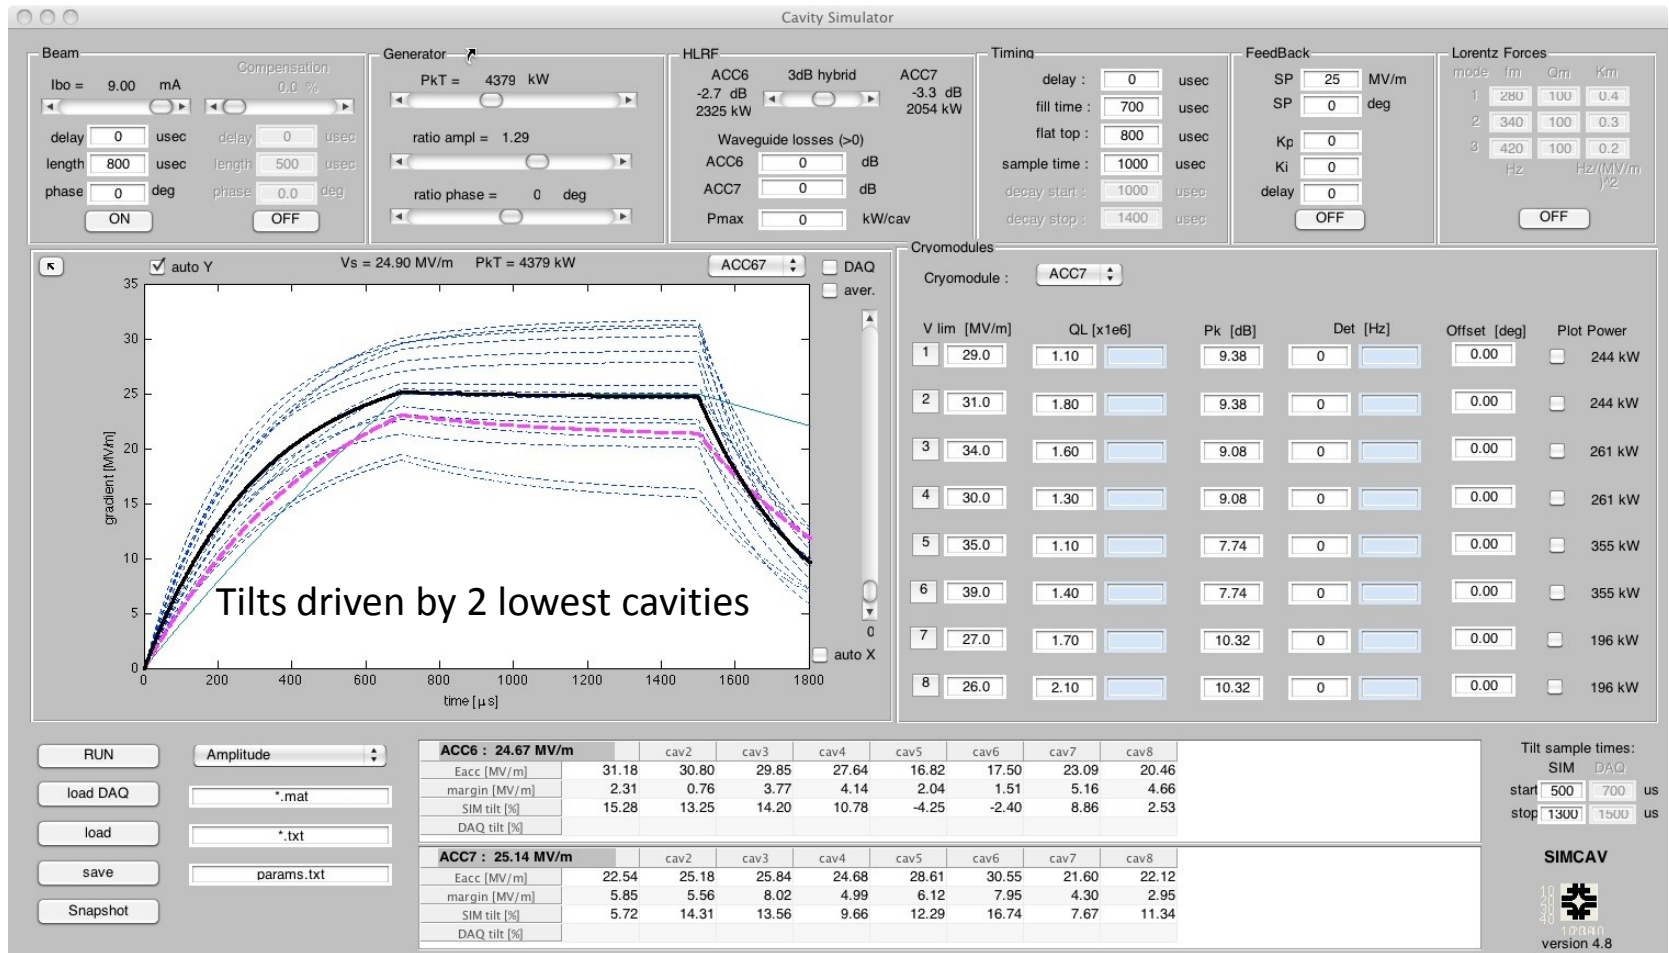 Cavity Simulator
Beam
Compensation
Ibo = 9.00 mA 0.0 %
delay 0 usec delay 0 usec
length 800 usec length 500 usec
phase 0 deg phase 0.0 deg
ON OFF
Generator
PkT = 4379 kW
ratio ampl = 1.29
ratio phase = 0 deg
HLRF
ACC6 3dB hybrid ACC7
-2.7 dB -3.3 dB
2325 kW 2054 kW
Waveguide losses (>0)
ACC6 0 dB
ACC7 0 dB
Pmax 0 kW/cav
Timing
delay : 0 usec
fill time : 700 usec
flat top : 800 usec
sample time : 1000 usec
decay start : 1000 usec
decay stop : 1400 usec
FeedBack
SP 25 MV/m
SP 0 deg
Kp 0
Ki 0
delay 0
OFF
Lorentz Forces
mode fm Qm Km
1 280 100 0.4
2 340 100 0.3
3 420 100 0.2
Hz Hz/(MV/m
)^2
OFF
auto Y Vs = 24.90 MV/m PkT = 4379 kW ACC67 DAQ
aver.
35
30
25
20
15
10
5
0
gradient [MV/m]
Tilts driven by 2 lowest cavities
0
auto X
0 200 400 600 800 1000 1200 1400 1600 1800
time [μs]
Cryomodules
Cryomodule : ACC7
V lim [MV/m] QL [x1e6] Pk [dB] Det [Hz] Offset [deg] Plot Power
1 29.0 1.10 9.38 0 0.00 244 kW
2 31.0 1.80 9.38 0 0.00 244 kW
3 34.0 1.60 9.08 0 0.00 261 kW
4 30.0 1.30 9.08 0 0.00 261 kW
5 35.0 1.10 7.74 0 0.00 355 kW
6 39.0 1.40 7.74 0 0.00 355 kW
7 27.0 1.70 10.32 0 0.00 196 kW
8 26.0 2.10 10.32 0 0.00 196 kW
RUN Amplitude
load DAQ *.mat
load *.txt
save params.txt
Snapshot
ACC6 : 24.67 MV/m cav2 cav3 cav4 cav5 cav6 cav7 cav8
Eacc [MV/m] 31.18 30.80 29.85 27.64 16.82 17.50 23.09 20.46
margin [MV/m] 2.31 0.76 3.77 4.14 2.04 1.51 5.16 4.66
SIM tilt [%] 15.28 13.25 14.20 10.78 -4.25 -2.40 8.86 2.53
DAQ tilt [%]
ACC7 : 25.14 MV/m cav2 cav3 cav4 cav5 cav6 cav7 cav8
Eacc [MV/m] 22.54 25.18 25.84 24.68 28.61 30.55 21.60 22.12
margin [MV/m] 5.85 5.56 8.02 4.99 6.12 7.95 4.30 2.95
SIM tilt [%] 5.72 14.31 13.56 9.66 12.29 16.74 7.67 11.34
DAQ tilt [%]
Tilt sample times:
SIM DAQ
start 500 700 us
stop 1300 1500 us
SIMCAV
10
20
30
40
version 4.8